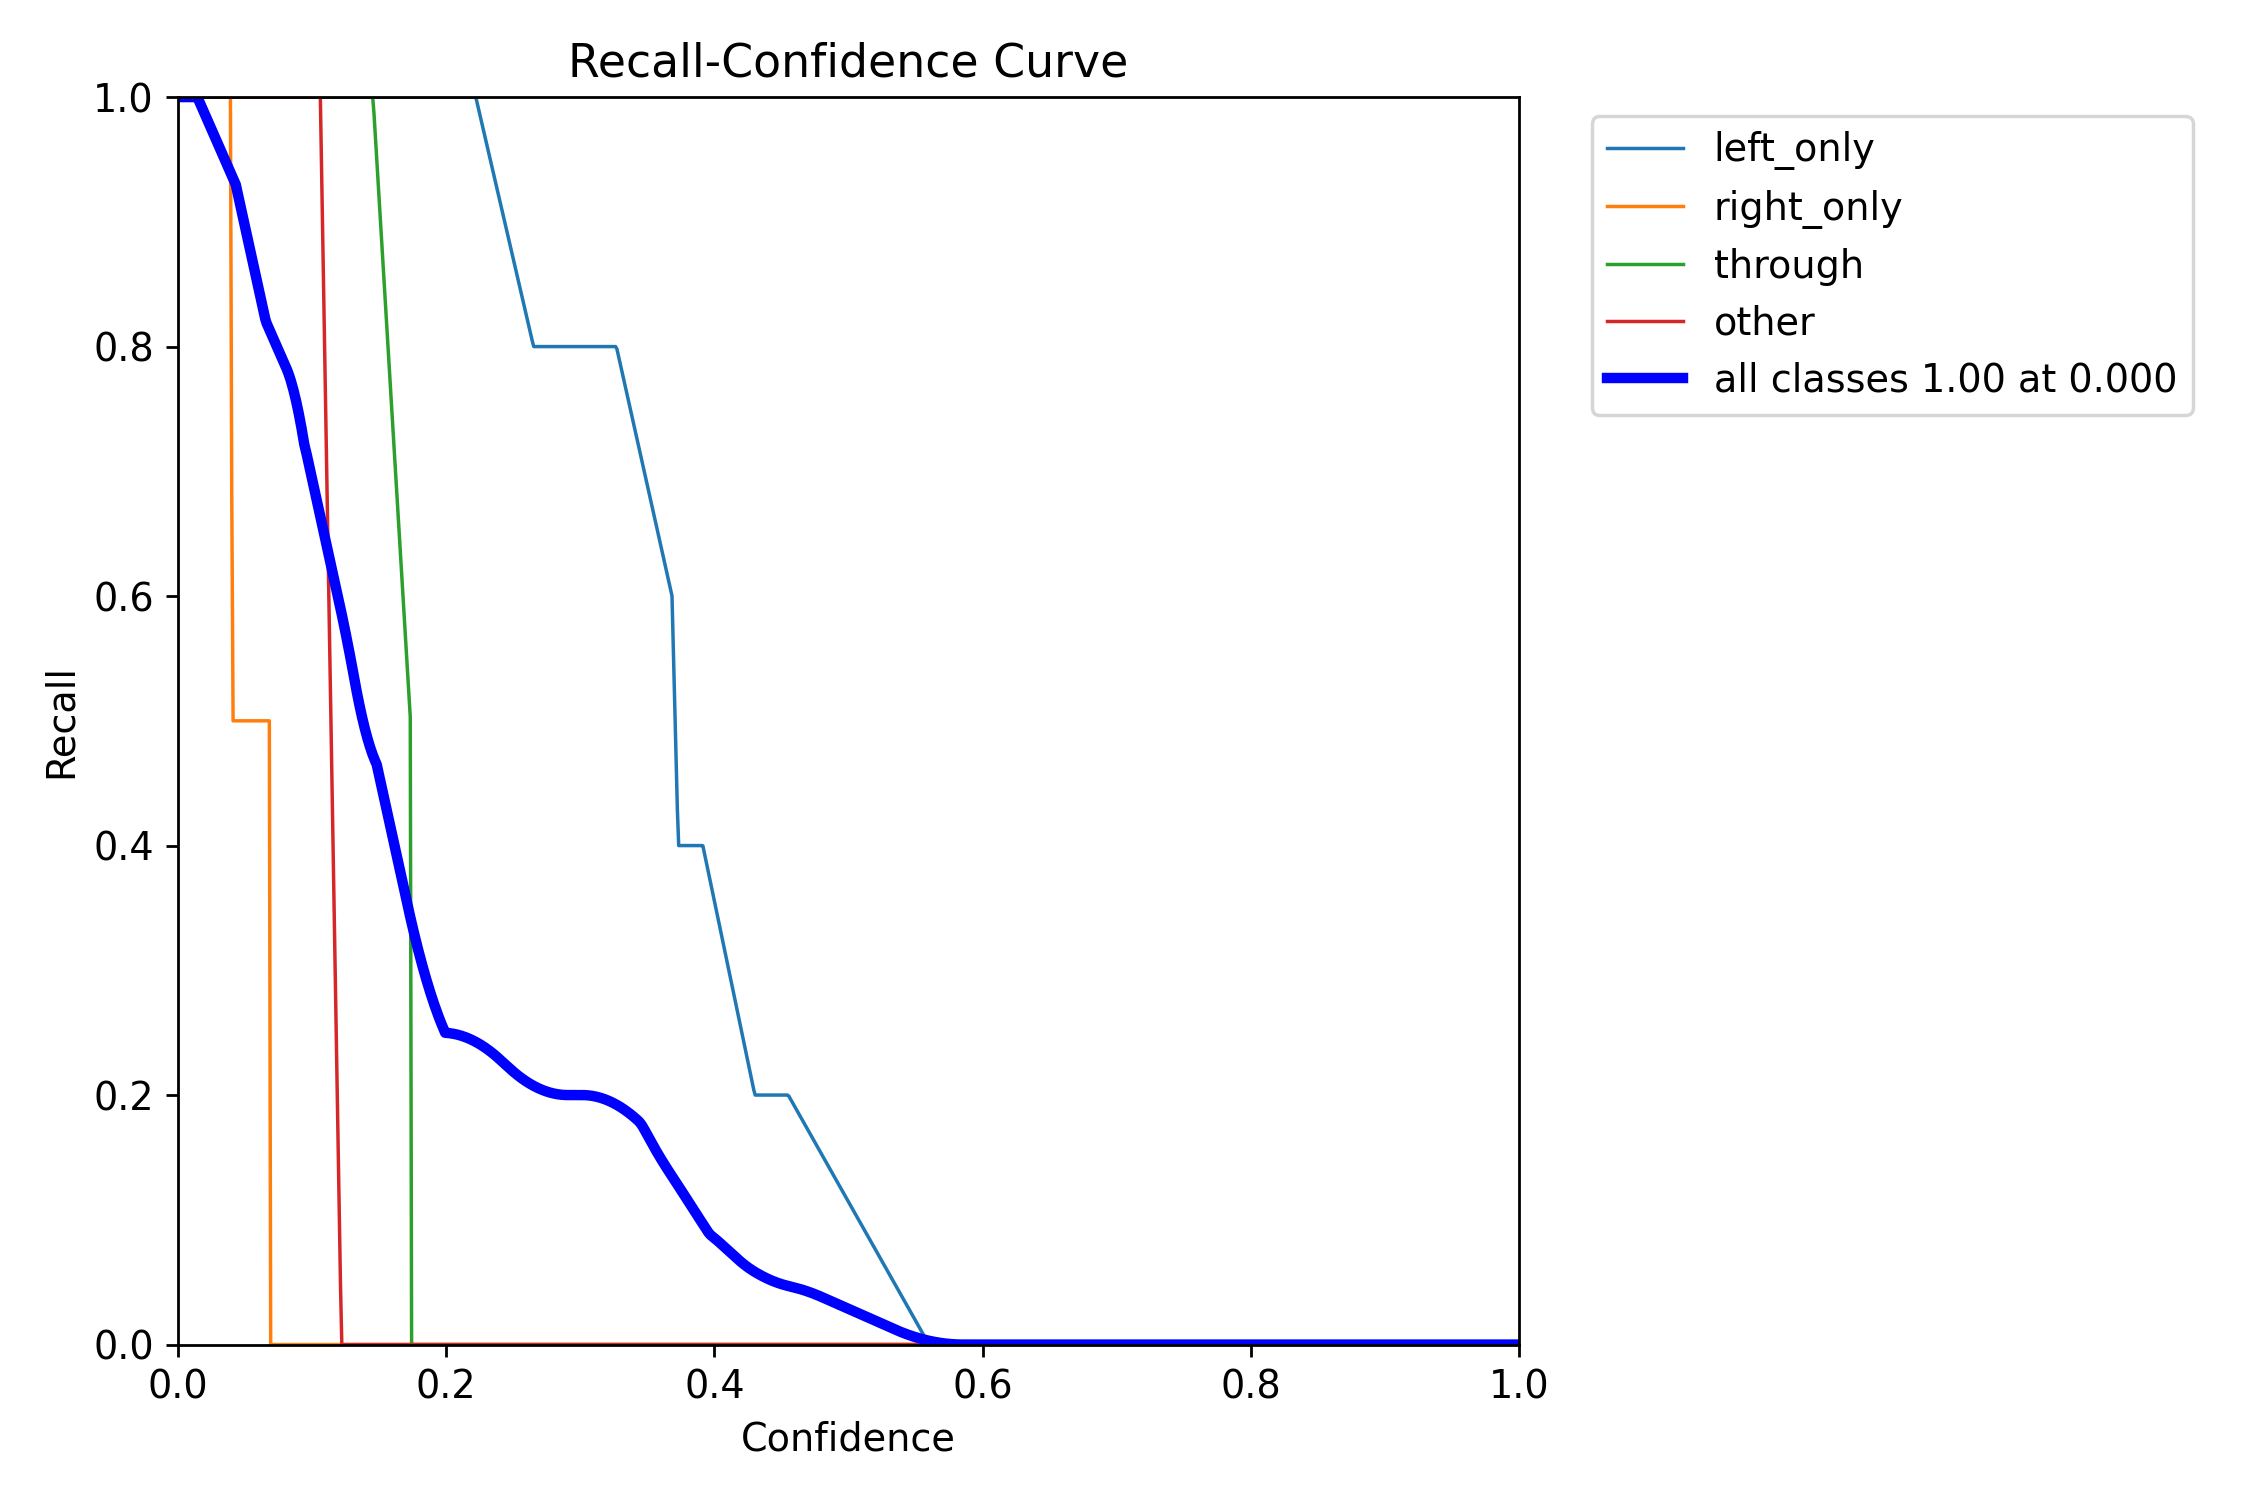 Recall-Confidence Curve
1.0
0.8
0.6
0.4
0.2
0.0
Recall
0.0 0.2 0.4 0.6 0.8 1.0
Confidence
left_only
right_only
through
other
all classes 1.00 at 0.000